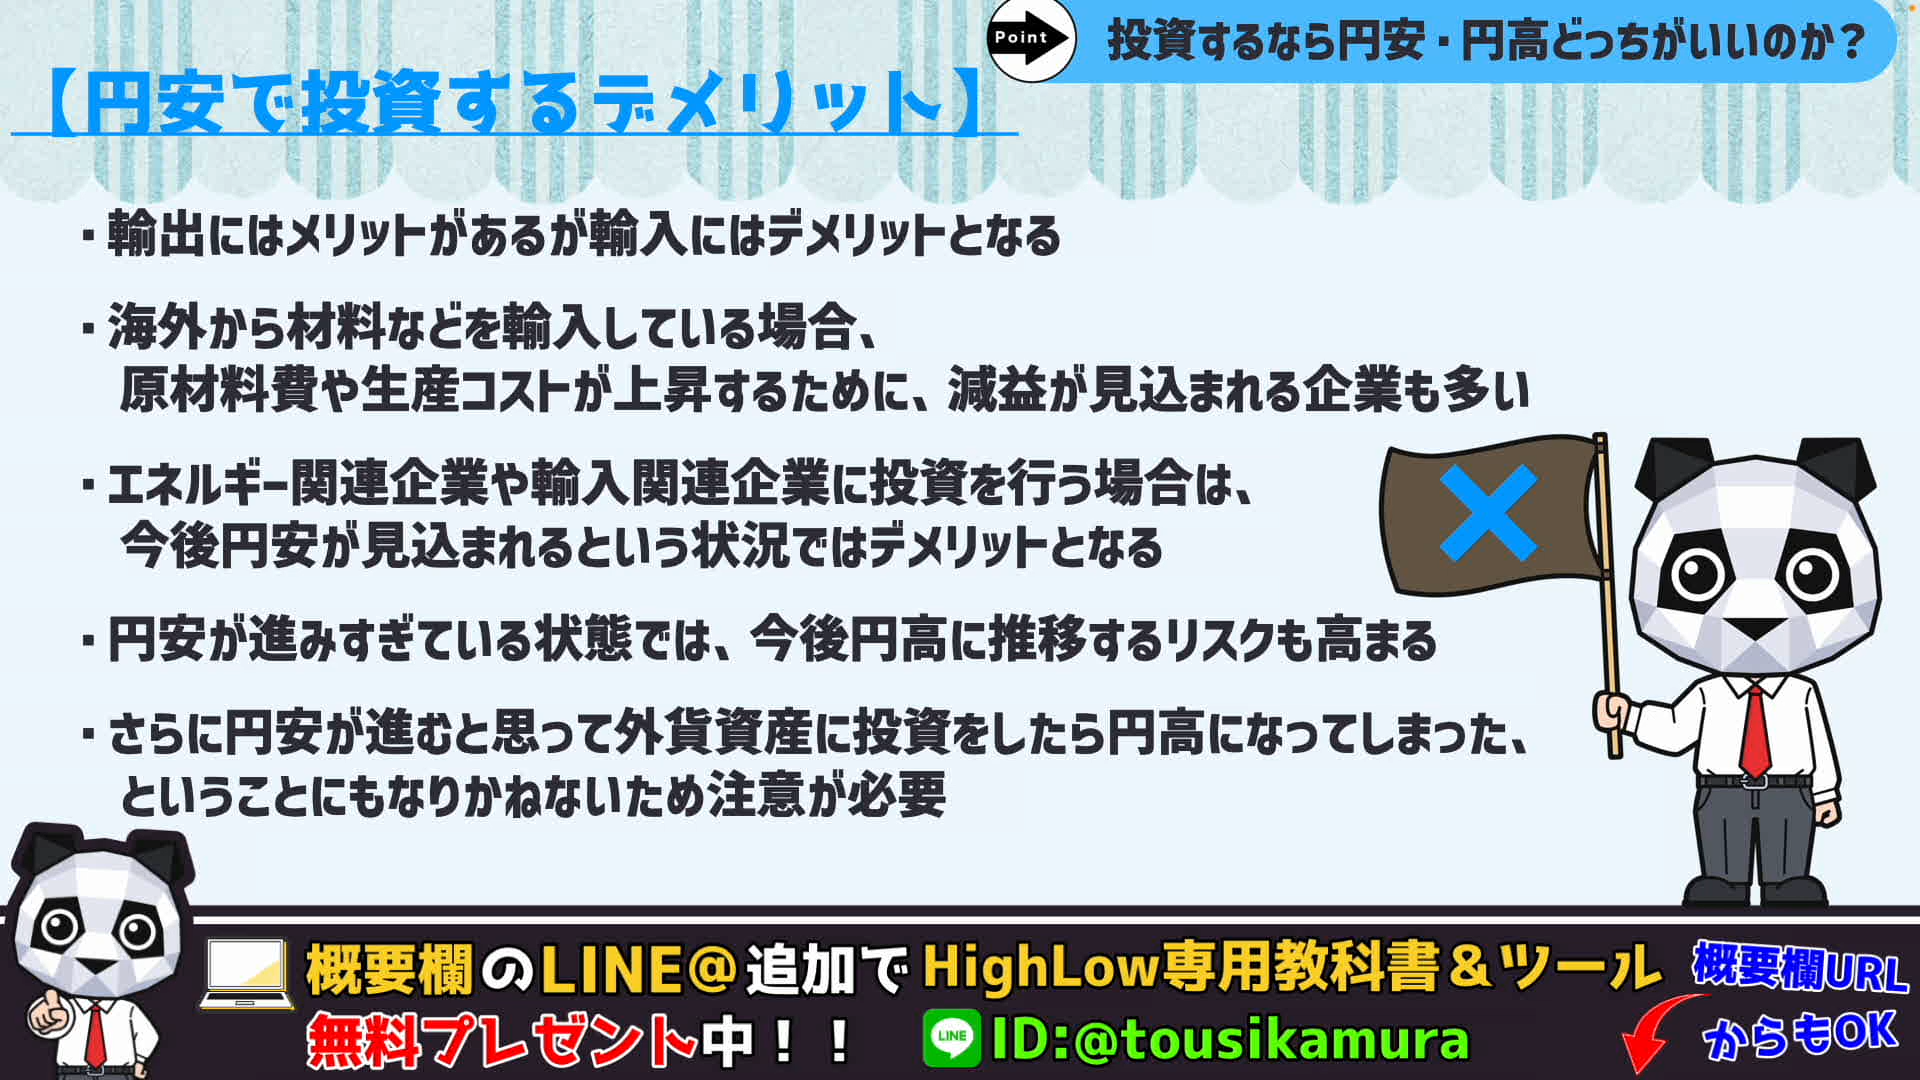 Point
投資するなら円安・円高どっちがいいのか？
【円安で投資するデメリット】
・輸出にはメリットがあるが輸入にはデメリットとなる
・海外から材料などを輸入している場合、
原材料費や生産コストが上昇するために、減益が見込まれる企業も多い
・エネルギー関連企業や輸入関連企業に投資を行う場合は、
今後円安が見込まれるという状況ではデメリットとなる
・円安が進みすぎている状態では、今後円高に推移するリスクも高まる
・さらに円安が進むと思って外貨資産に投資をしたら円高になってしまった、
ということにもなりかねないため注意が必要
概要欄のLINE@追加でHighLow専用教科書＆ツール
無料プレゼント中！！
LINE
ID:@tousikamura
概要欄URL
からもOK